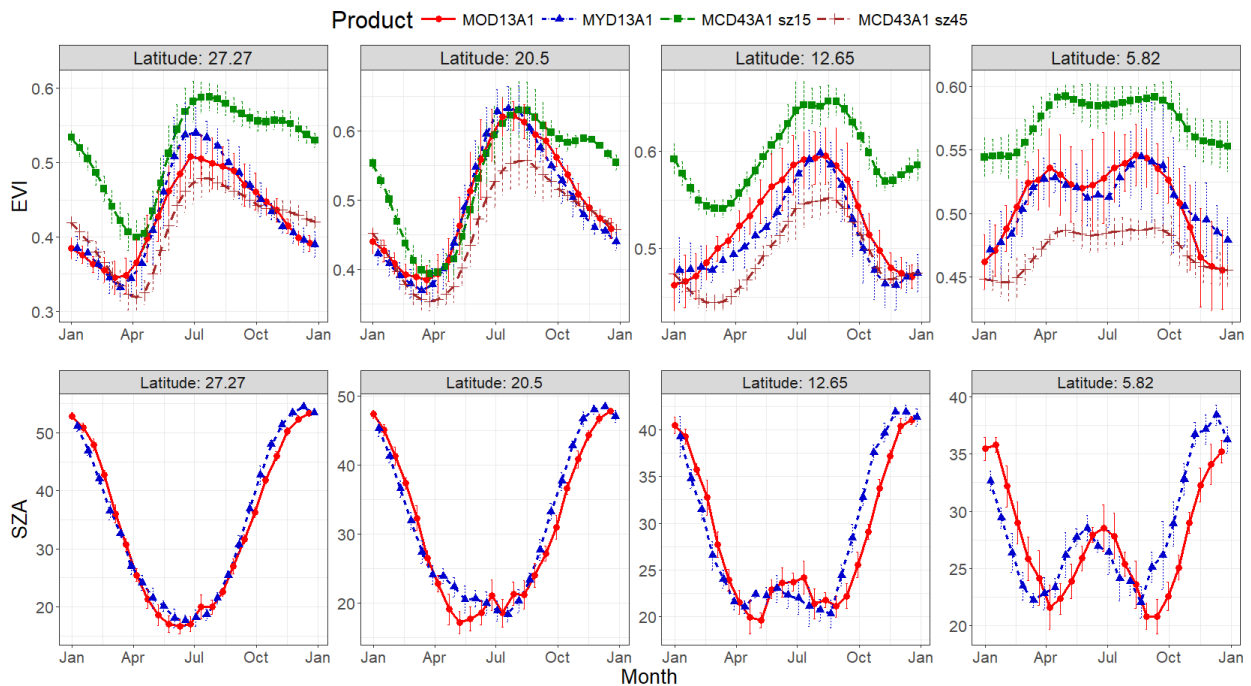 Product MOD13A1 MYD13A1 MCD43A1 sz15 MCD43A1 sz45
Latitude: 27.27 Latitude: 20.5 Latitude: 12.65 Latitude: 5.82
EVI
0.6
0.5
0.4
0.3
Jan Apr Jul Oct Jan
0.6
0.5
0.4
Jan Apr Jul Oct Jan
0.6
0.5
Jan Apr Jul Oct Jan
0.60
0.55
0.50
0.45
Jan Apr Jul Oct Jan
Latitude: 27.27 Latitude: 20.5 Latitude: 12.65 Latitude: 5.82
SZA
50
40
30
20
Jan Apr Jul Oct Jan
50
40
30
20
Jan Apr Jul Oct Jan
40
35
30
25
20
Jan Apr Jul Oct Jan
40
35
30
25
20
Jan Apr Jul Oct Jan
Month